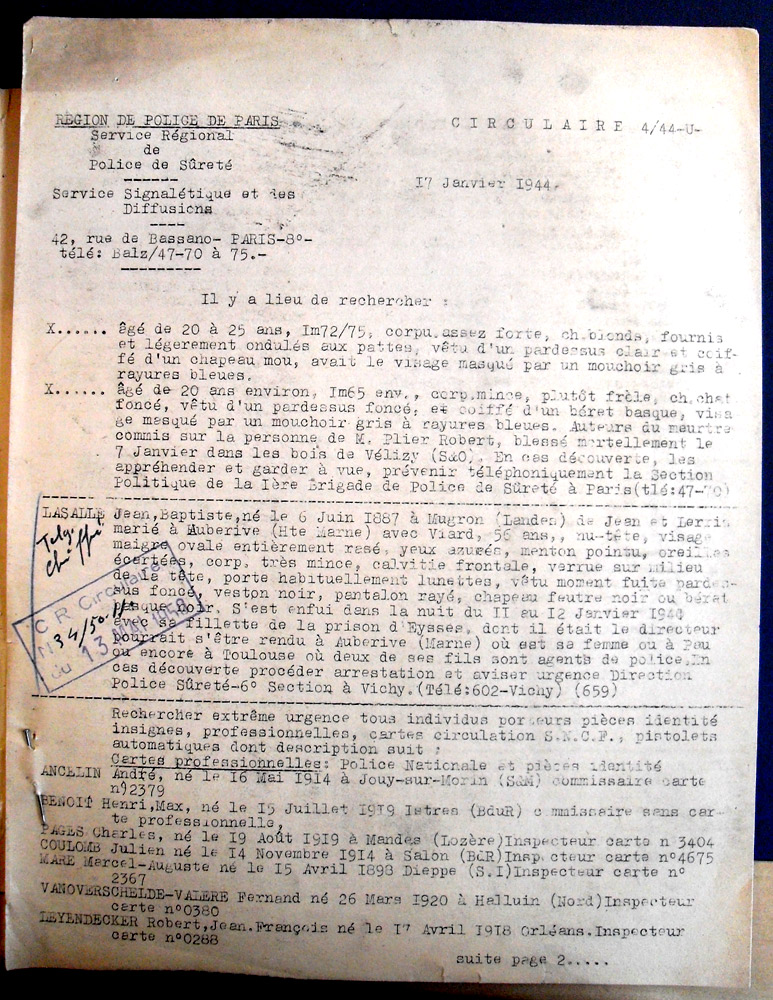 REGION DE POLICE DE PARIS
Service Régional
de
Police de Sûreté
Service Signalétique et des
Diffusions
42, rue de Bassano- PARIS-8°-
télé: Balz/47-70 à 75.-
CIRCULAIRE 4/44-U-
17 Janvier 1944.
Il y a lieu de rechercher :
X...... âgé de 20 à 25 ans, Im72/75, corpu.assez forte, ch.blonds, fournis
et légerement ondulés aux pattes, vêtu d'un pardessus clair et coif-
fé d'un chapeau mou, avait le visage masqué par un mouchoir gris à
rayures bleues.
X...... âgé de 20 ans environ, Im65 env., corp.mince, plutôt frèle, ch.chat
foncé, vêtu d'un pardessus foncé, et coiffé d'un béret basque, visa
ge masqué par un mouchoir gris à rayures bleues. Auteurs du meurtre
commis sur la personne de M. Plier Robert, blessé mortellement le
7 Janvier dans les bois de Vélizy (S&O). En cas découverte, les
appréhender et garder à vue, prévenir téléphoniquement la Section
Politique de la Ière Brigade de Police de Sûreté à Paris(tlé:47-70)
LASALLE Jean,Baptiste,né le 6 Juin 1887 à Mugron (Landes) de Jean et
marié à Auberive (Hte Marne) avec Viard, 56 ans,, nu-tête, visage
maigre ovale entièrement rasé, yeux azurés, menton pointu, oreilles
écartées, corp. très mince, calvitie frontale, verrue sur milieu
de la tête, porte habituellement lunettes, vêtu moment fuite pardes-
sus foncé, veston noir, pantalon rayé, chapeau feutre noir ou béret
basque noir. S'est enfui dans la nuit du II au I2 Janvier 1944
avec sa fillette de la prison d'Eysses, dont il était le directeur
pourrait s'être rendu à Auberive (Marne) où est sa femme ou à Pau
ou encore à Toulouse où deux de ses fils sont agents de police.En
cas découverte procéder arrestation et aviser urgence Direction
Police Sûreté-6° Section à Vichy.(Télé:602-Vichy) (659)
Telgr
chiffré
C R Circulaire
N° 34/50
du 13
Rechercher extrême urgence tous individus porteurs pièces identité
insignes, professionnelles, cartes circulation S.N.C.F., pistolets
automatiques dont description suit :
Cartes professionnelles: Police Nationale et pièces identité
ANCELIN André, né le 16 Mai 1914 à Jouy-sur-Morin (S&M) commissaire carte
n°2379
BENOIT Henri,Max, né le 15 Juillet 1919 Istres (BduR) commissaire sans car-
te professionnelle,
PAGES Charles, né le 19 Août 1919 à Mandes (Lozère)Inspecteur carte n 3404
COULOMB Julien né le 14 Novembre 1914 à Salon (BdR)Inspecteur carte n°4675
MARE Marcel-Auguste né le 15 Avril 1898 Dieppe (S.I)Inspecteur carte n°
2367
VANOVERSCHELDE-VALERE Fernand né 26 Mars 1920 à Halluin (Nord)Inspecteur
carte n°0380
LEYENDECKER Robert,Jean.François né le 17 Avril 1918 Orléans.Inspecteur
carte n°0288
suite page 2.....